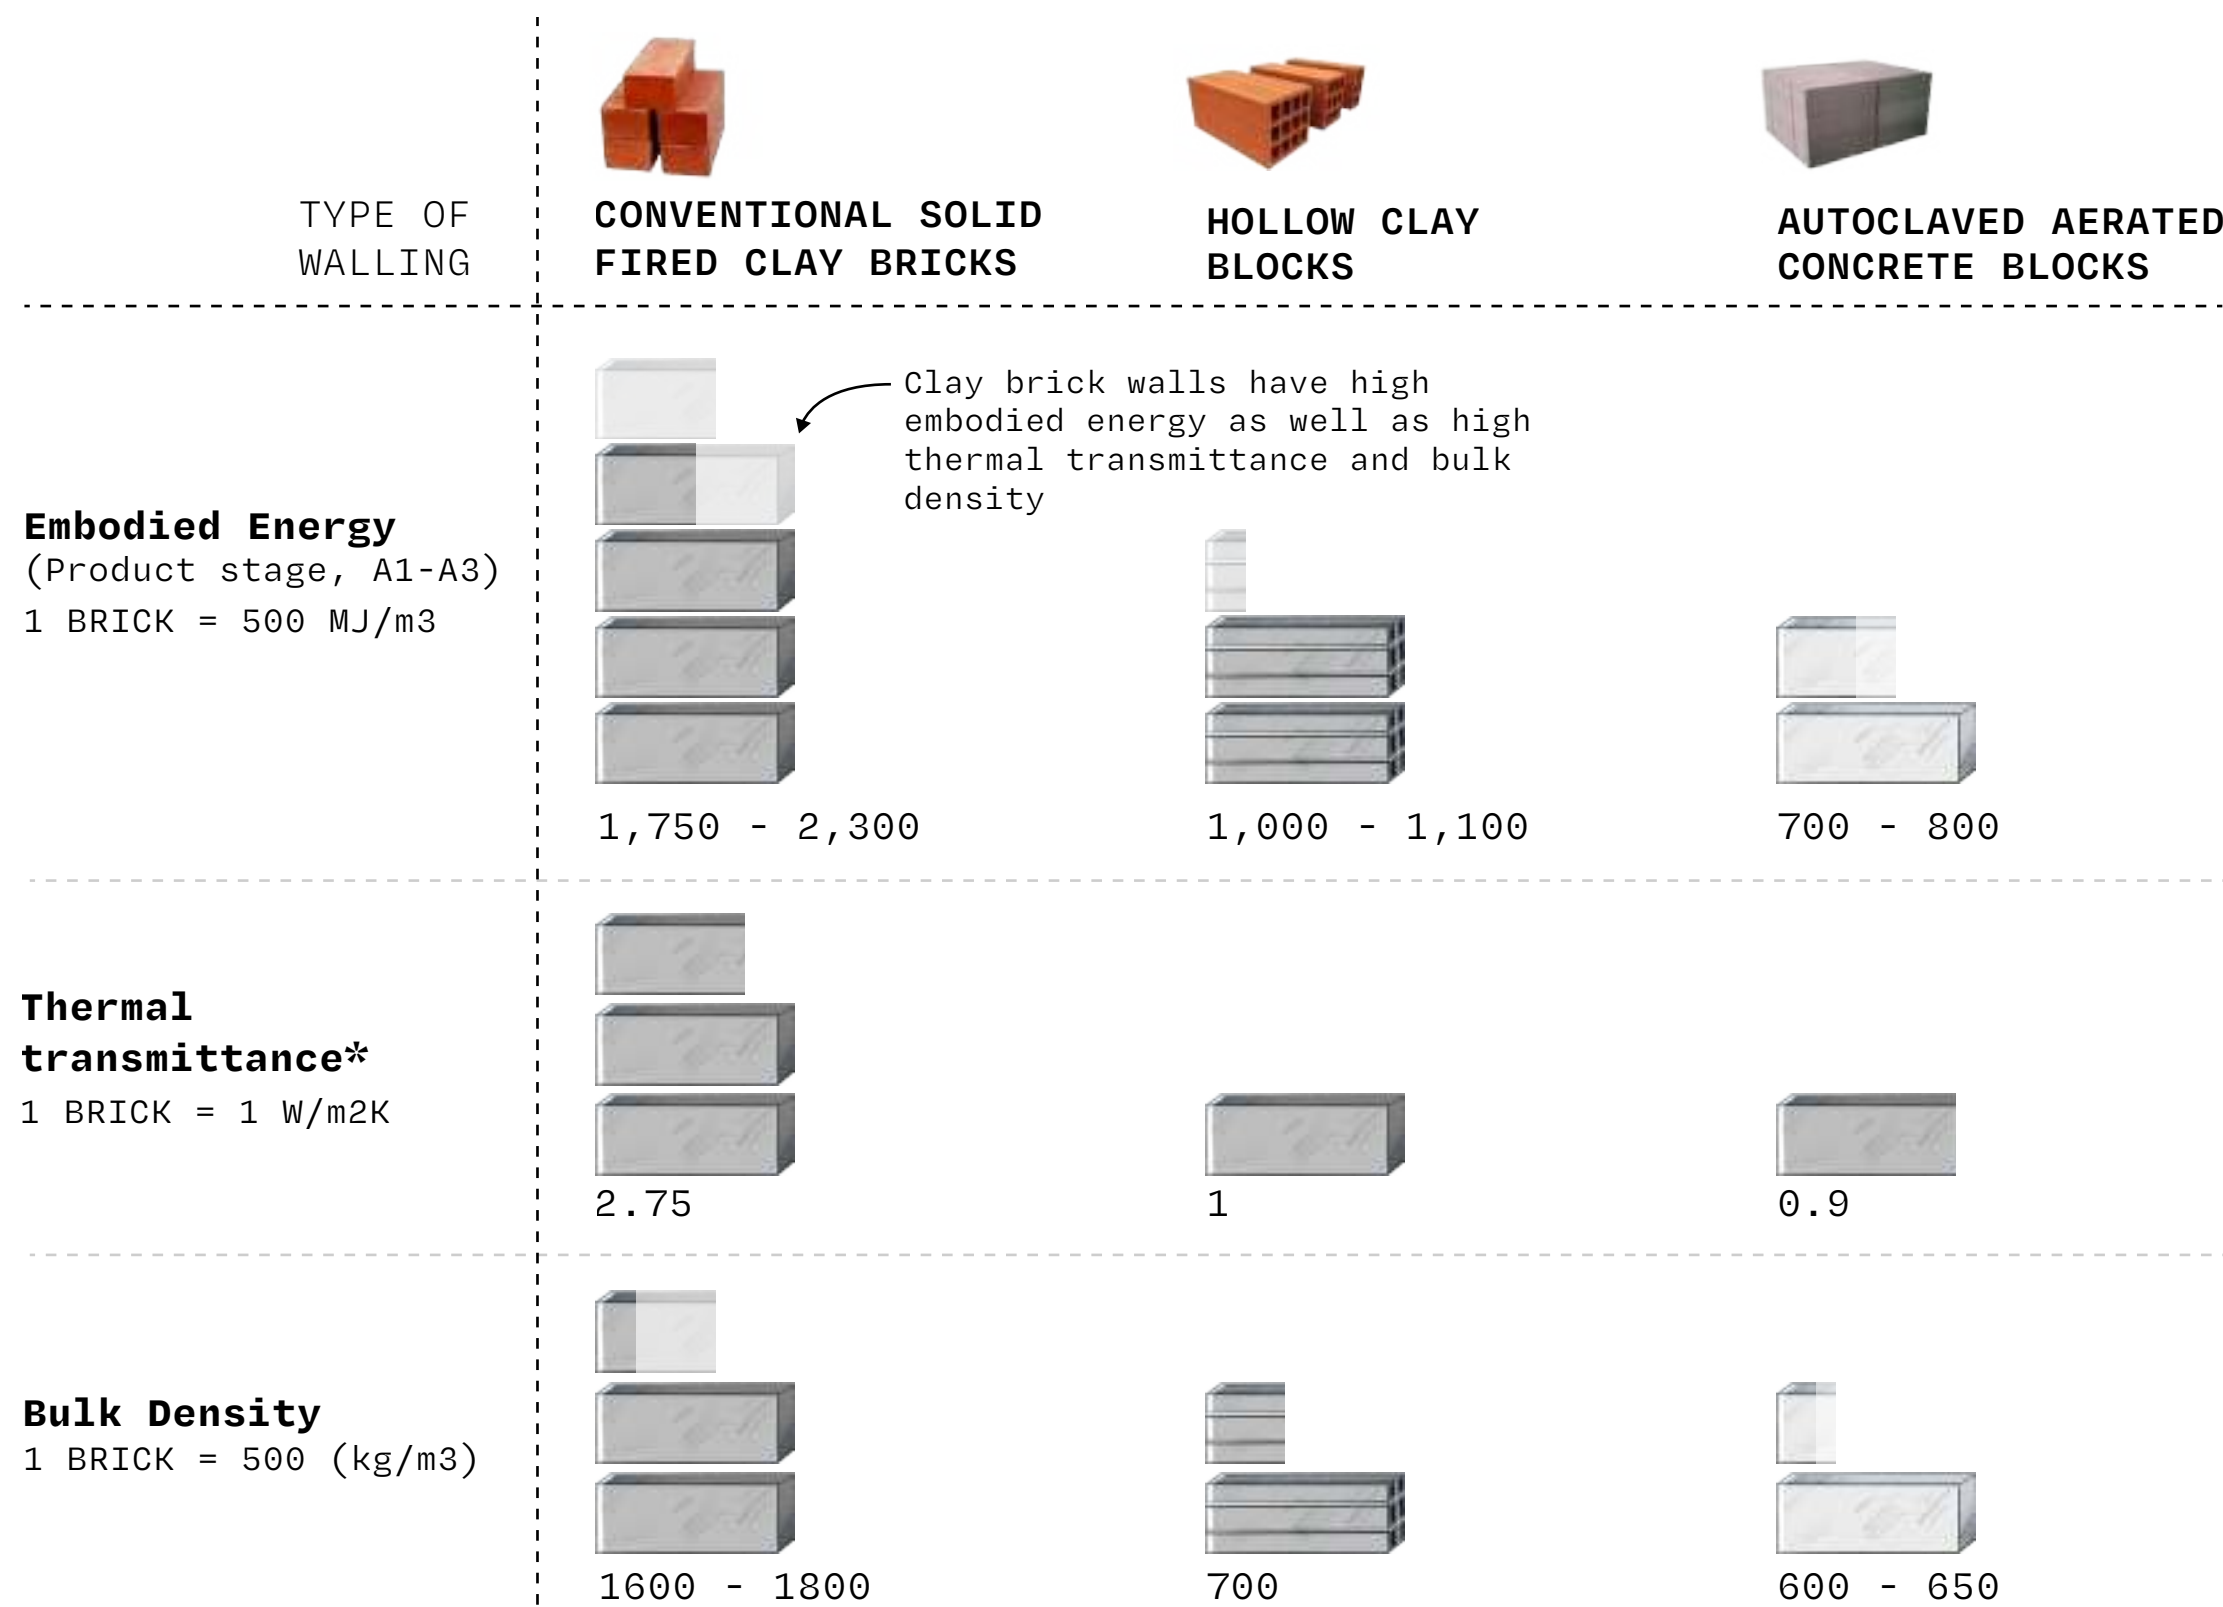 TYPE OF
WALLING
CONVENTIONAL SOLID
FIRED CLAY BRICKS
HOLLOW CLAY
BLOCKS
AUTOCLAVED AERATED
CONCRETE BLOCKS
Embodied Energy
(Product stage, A1-A3)
1 BRICK = 500 MJ/m3
Clay brick walls have high
embodied energy as well as high
thermal transmittance and bulk
density
1,750 - 2,300
1,000 - 1,100
700 - 800
Thermal
transmittance*
1 BRICK = 1 W/m2K
2.75
1
0.9
Bulk Density
1 BRICK = 500 (kg/m3)
1600 - 1800
700
600 - 650